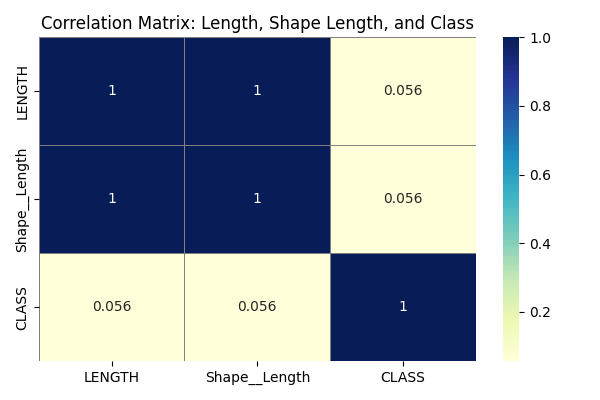 Correlation Matrix: Length, Shape Length, and Class
LENGTH
1
1
0.056
1.0
0.8
Shape__Length
1
1
0.056
0.6
0.4
CLASS
0.056
0.056
1
0.2
LENGTH
Shape__Length
CLASS